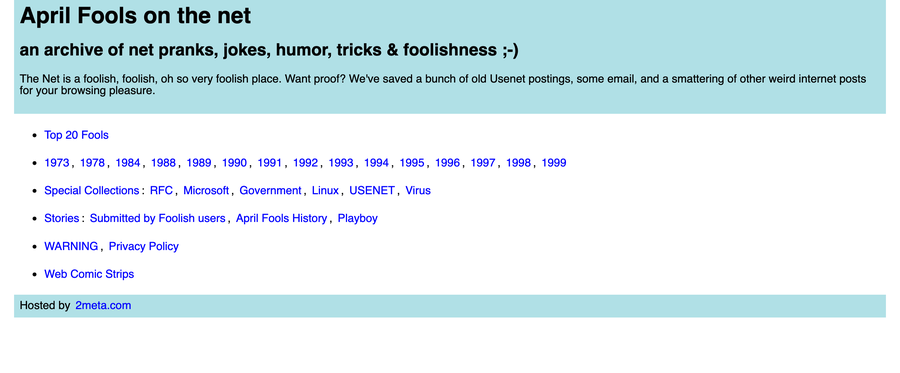 April Fools on the net
an archive of net pranks, jokes, humor, tricks & foolishness ;-)
The Net is a foolish, foolish, oh so very foolish place. Want proof? We've saved a bunch of old Usenet postings, some email, and a smattering of other weird internet posts
for your browsing pleasure.
• Top 20 Fools
• 1973 , 1978 , 1984 , 1988 , 1989 , 1990 , 1991 , 1992 , 1993 , 1994 , 1995 , 1996 , 1997 , 1998 , 1999
• Special Collections : RFC , Microsoft , Government , Linux , USENET , Virus
• Stories : Submitted by Foolish users , April Fools History , Playboy
• WARNING , Privacy Policy
• Web Comic Strips
Hosted by 2meta.com